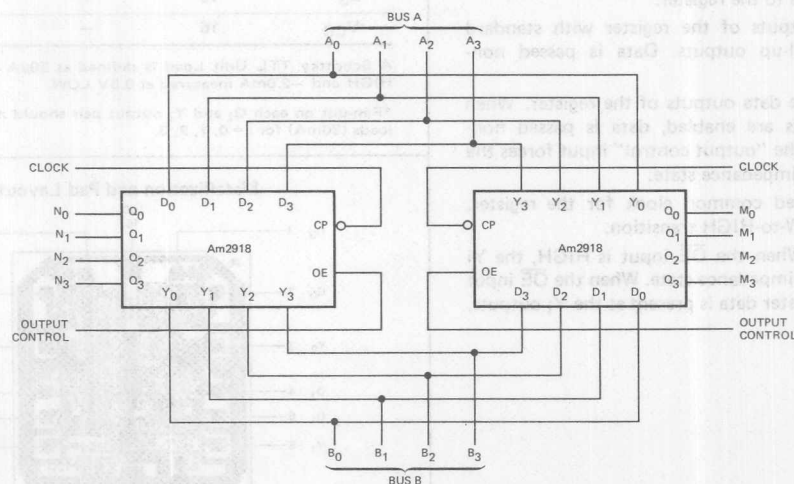 BUS A
A0 A1 A2 A3
CLOCK
CLOCK
N0
N1
N2
N3
D0 D1 D2 D3
Q0
Q1
Q2
Q3
Am2918
CP
OE
Y0 Y1 Y2 Y3
Y3 Y2 Y1 Y0
CP
OE
Am2918
Q0
Q1
Q2
Q3
D3 D2 D1 D0
M0
M1
M2
M3
OUTPUT
CONTROL
OUTPUT
CONTROL
B0 B1 B2 B3
BUS B